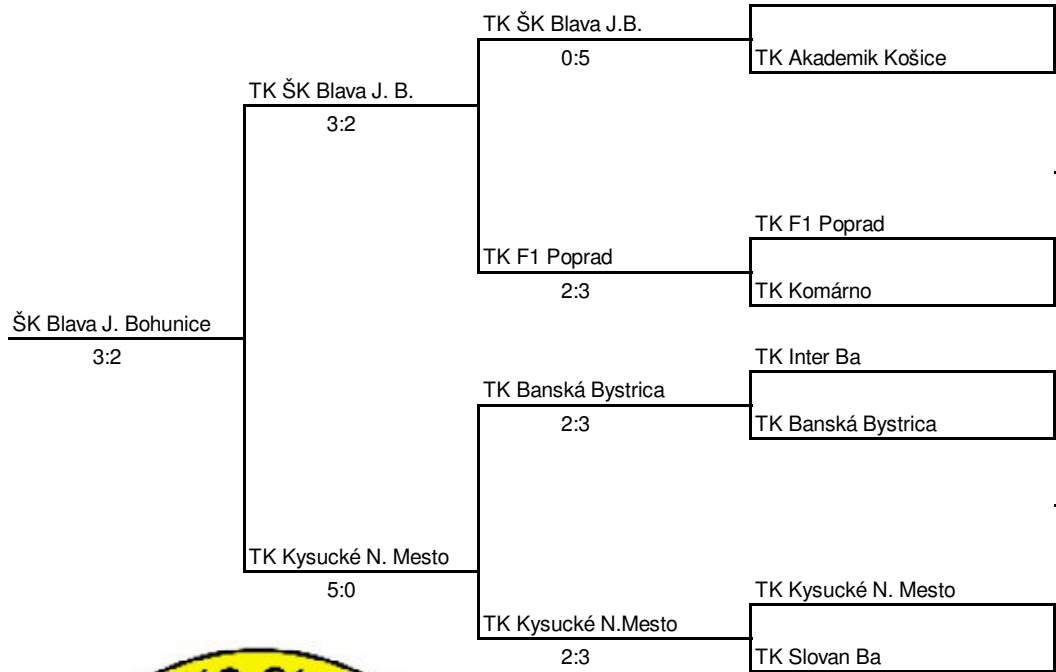 TK ŠK Blava J.B.
0:5
TK Akademik Košice
TK ŠK Blava J. B.
3:2
TK F1 Poprad
TK F1 Poprad
2:3
TK Komárno
ŠK Blava J. Bohunice
3:2
TK Inter Ba
TK Banská Bystrica
2:3
TK Banská Bystrica
TK Kysucké N. Mesto
5:0
TK Kysucké N. Mesto
TK Kysucké N.Mesto
2:3
TK Slovan Ba